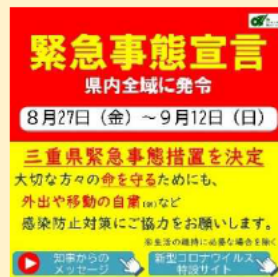 緊急事態宣言
県内全域に発令
8月27日（金）～9月12日（日）
三重県緊急事態措置を決定
大切な方々の命を守るためにも、
外出や移動の自粛(※)など
感染防止対策にご協力をお願いします。
※生活の維持に必要な場合を除く
知事からの
メッセージ
新型コロナウイルス
特設サイト